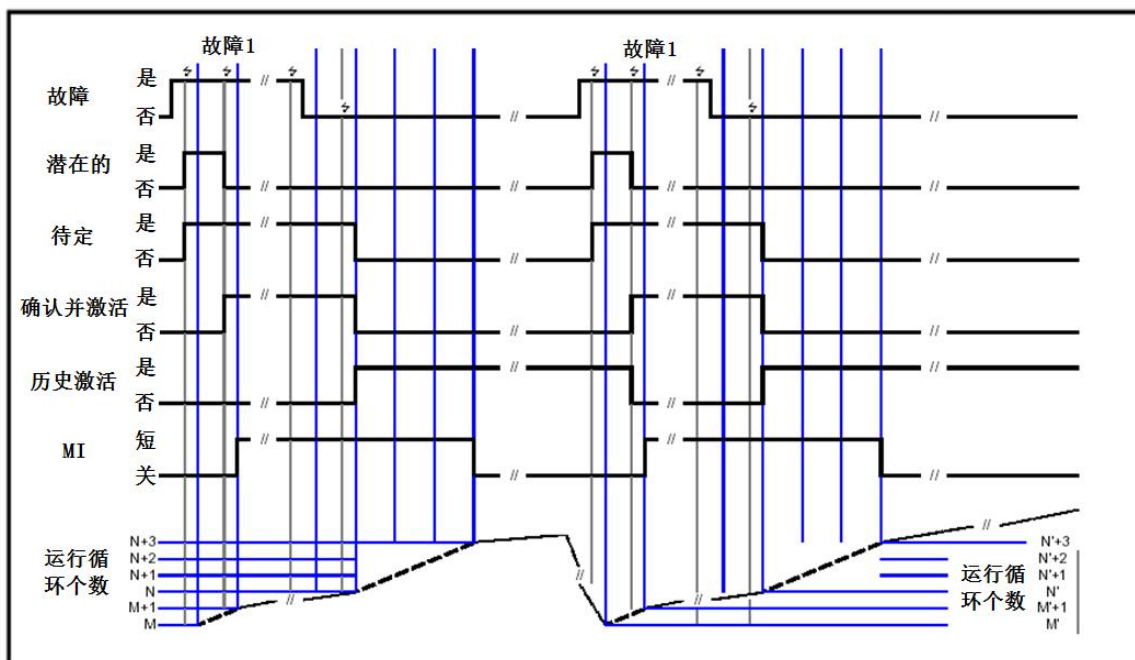 故障1
故障1
故障
是
否
是
否
潜在的
是
否
待定
是
否
确认并激活
是
否
历史激活
MI
短
关
运行循
环个数
N+3
N+2
N+1
N
M+1
M
运行循
环个数
N'+3
N'+2
N'+1
N'
M'+1
M'